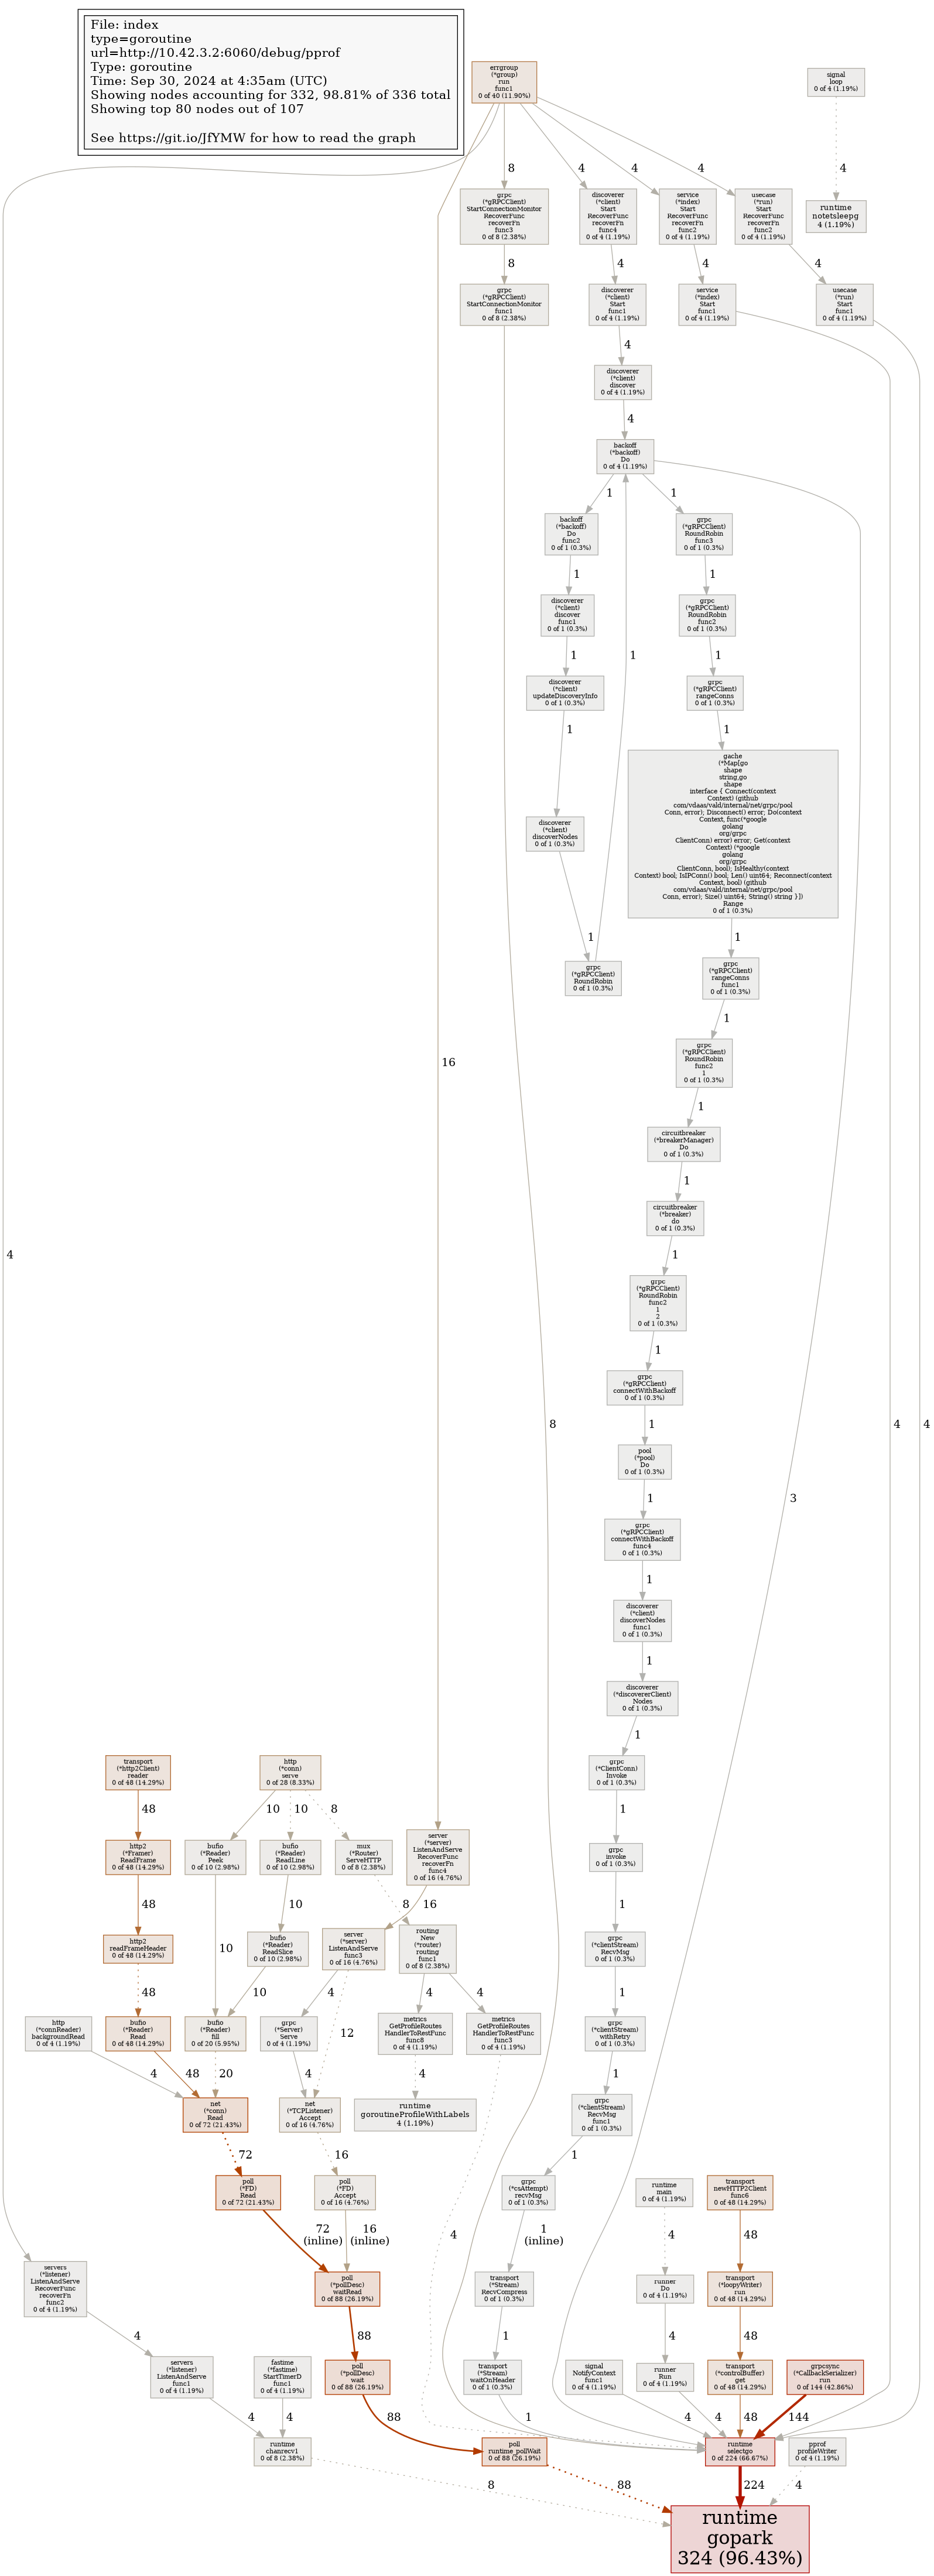 File: index
type=goroutine
url=http://10.42.3.2:6060/debug/pprof
Type: goroutine
Time: Sep 30, 2024 at 4:35am (UTC)
Showing nodes accounting for 332, 98.81% of 336 total
Showing top 80 nodes out of 107
See https://git.io/JfYMW for how to read the graph
errgroup
(*group)
run
func1
0 of 40 (11.90%)
signal
loop
0 of 4 (1.19%)
8
4
4
4
4
grpc
(*gRPCClient)
StartConnectionMonitor
RecoverFunc
recoverFn
func3
0 of 8 (2.38%)
discoverer
(*client)
Start
RecoverFunc
recoverFn
func4
0 of 4 (1.19%)
service
(*index)
Start
RecoverFunc
recoverFn
func2
0 of 4 (1.19%)
usecase
(*run)
Start
RecoverFunc
recoverFn
func2
0 of 4 (1.19%)
runtime
notetsleepg
4 (1.19%)
8
4
4
4
grpc
(*gRPCClient)
StartConnectionMonitor
func1
0 of 8 (2.38%)
discoverer
(*client)
Start
func1
0 of 4 (1.19%)
service
(*index)
Start
func1
0 of 4 (1.19%)
usecase
(*run)
Start
func1
0 of 4 (1.19%)
4
discoverer
(*client)
discover
0 of 4 (1.19%)
4
backoff
(*backoff)
Do
0 of 4 (1.19%)
1
1
backoff
(*backoff)
Do
func2
0 of 1 (0.3%)
grpc
(*gRPCClient)
RoundRobin
func3
0 of 1 (0.3%)
1
1
discoverer
(*client)
discover
func1
0 of 1 (0.3%)
grpc
(*gRPCClient)
RoundRobin
func2
0 of 1 (0.3%)
1
1
1
discoverer
(*client)
updateDiscoveryInfo
0 of 1 (0.3%)
grpc
(*gRPCClient)
rangeConns
0 of 1 (0.3%)
1
1
gache
(*Map[go
shape
string,go
shape
interface { Connect(context
Context) (github
com/vdaas/vald/internal/net/grpc/pool
Conn, error); Disconnect() error; Do(context
Context, func(*google
golang
org/grpc
ClientConn) error) error; Get(context
Context) (*google
golang
org/grpc
ClientConn, bool); IsHealthy(context
Context) bool; IsIPConn() bool; Len() uint64; Reconnect(context
Context, bool) (github
com/vdaas/vald/internal/net/grpc/pool
Conn, error); Size() uint64; String() string }])
Range
0 of 1 (0.3%)
discoverer
(*client)
discoverNodes
0 of 1 (0.3%)
1
1
grpc
(*gRPCClient)
RoundRobin
0 of 1 (0.3%)
grpc
(*gRPCClient)
rangeConns
func1
0 of 1 (0.3%)
1
grpc
(*gRPCClient)
RoundRobin
func2
1
0 of 1 (0.3%)
16
1
circuitbreaker
(*breakerManager)
Do
0 of 1 (0.3%)
1
circuitbreaker
(*breaker)
do
0 of 1 (0.3%)
4
1
grpc
(*gRPCClient)
RoundRobin
func2
1
2
0 of 1 (0.3%)
1
grpc
(*gRPCClient)
connectWithBackoff
0 of 1 (0.3%)
8
1
4
4
pool
(*pool)
Do
0 of 1 (0.3%)
1
3
grpc
(*gRPCClient)
connectWithBackoff
func4
0 of 1 (0.3%)
1
discoverer
(*client)
discoverNodes
func1
0 of 1 (0.3%)
1
discoverer
(*discovererClient)
Nodes
0 of 1 (0.3%)
1
transport
(*http2Client)
reader
0 of 48 (14.29%)
http
(*conn)
serve
0 of 28 (8.33%)
grpc
(*ClientConn)
Invoke
0 of 1 (0.3%)
48
10
10
8
1
http2
(*Framer)
ReadFrame
0 of 48 (14.29%)
bufio
(*Reader)
Peek
0 of 10 (2.98%)
bufio
(*Reader)
ReadLine
0 of 10 (2.98%)
mux
(*Router)
ServeHTTP
0 of 8 (2.38%)
server
(*server)
ListenAndServe
RecoverFunc
recoverFn
func4
0 of 16 (4.76%)
grpc
invoke
0 of 1 (0.3%)
48
10
8
16
1
http2
readFrameHeader
0 of 48 (14.29%)
10
bufio
(*Reader)
ReadSlice
0 of 10 (2.98%)
server
(*server)
ListenAndServe
func3
0 of 16 (4.76%)
routing
New
(*router)
routing
func1
0 of 8 (2.38%)
grpc
(*clientStream)
RecvMsg
0 of 1 (0.3%)
48
10
4
4
4
1
http
(*connReader)
backgroundRead
0 of 4 (1.19%)
bufio
(*Reader)
Read
0 of 48 (14.29%)
bufio
(*Reader)
fill
0 of 20 (5.95%)
grpc
(*Server)
Serve
0 of 4 (1.19%)
12
metrics
GetProfileRoutes
HandlerToRestFunc
func8
0 of 4 (1.19%)
metrics
GetProfileRoutes
HandlerToRestFunc
func3
0 of 4 (1.19%)
grpc
(*clientStream)
withRetry
0 of 1 (0.3%)
4
48
20
4
4
1
net
(*conn)
Read
0 of 72 (21.43%)
net
(*TCPListener)
Accept
0 of 16 (4.76%)
runtime
goroutineProfileWithLabels
4 (1.19%)
grpc
(*clientStream)
RecvMsg
func1
0 of 1 (0.3%)
72
16
4
1
poll
(*FD)
Read
0 of 72 (21.43%)
poll
(*FD)
Accept
0 of 16 (4.76%)
grpc
(*csAttempt)
recvMsg
0 of 1 (0.3%)
runtime
main
0 of 4 (1.19%)
transport
newHTTP2Client
func6
0 of 48 (14.29%)
72
(inline)
16
(inline)
1
(inline)
4
48
servers
(*listener)
ListenAndServe
RecoverFunc
recoverFn
func2
0 of 4 (1.19%)
poll
(*pollDesc)
waitRead
0 of 88 (26.19%)
transport
(*Stream)
RecvCompress
0 of 1 (0.3%)
runner
Do
0 of 4 (1.19%)
transport
(*loopyWriter)
run
0 of 48 (14.29%)
4
88
1
4
48
servers
(*listener)
ListenAndServe
func1
0 of 4 (1.19%)
fastime
(*fastime)
StartTimerD
func1
0 of 4 (1.19%)
poll
(*pollDesc)
wait
0 of 88 (26.19%)
transport
(*Stream)
waitOnHeader
0 of 1 (0.3%)
signal
NotifyContext
func1
0 of 4 (1.19%)
runner
Run
0 of 4 (1.19%)
transport
(*controlBuffer)
get
0 of 48 (14.29%)
grpcsync
(*CallbackSerializer)
run
0 of 144 (42.86%)
4
4
88
1
4
4
48
144
runtime
chanrecv1
0 of 8 (2.38%)
poll
runtime_pollWait
0 of 88 (26.19%)
runtime
selectgo
0 of 224 (66.67%)
pprof
profileWriter
0 of 4 (1.19%)
8
88
224
4
runtime
gopark
324 (96.43%)